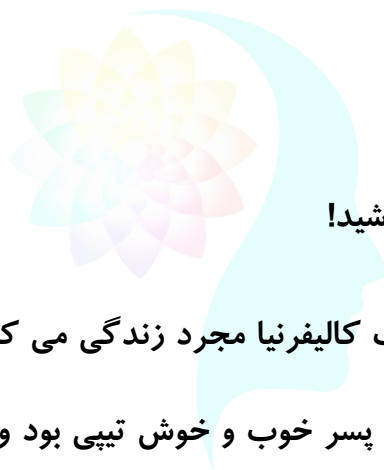 شید!
کالیفرنیا مجرد زندگی می ک
پسر خوب و خوش تیپی بود و